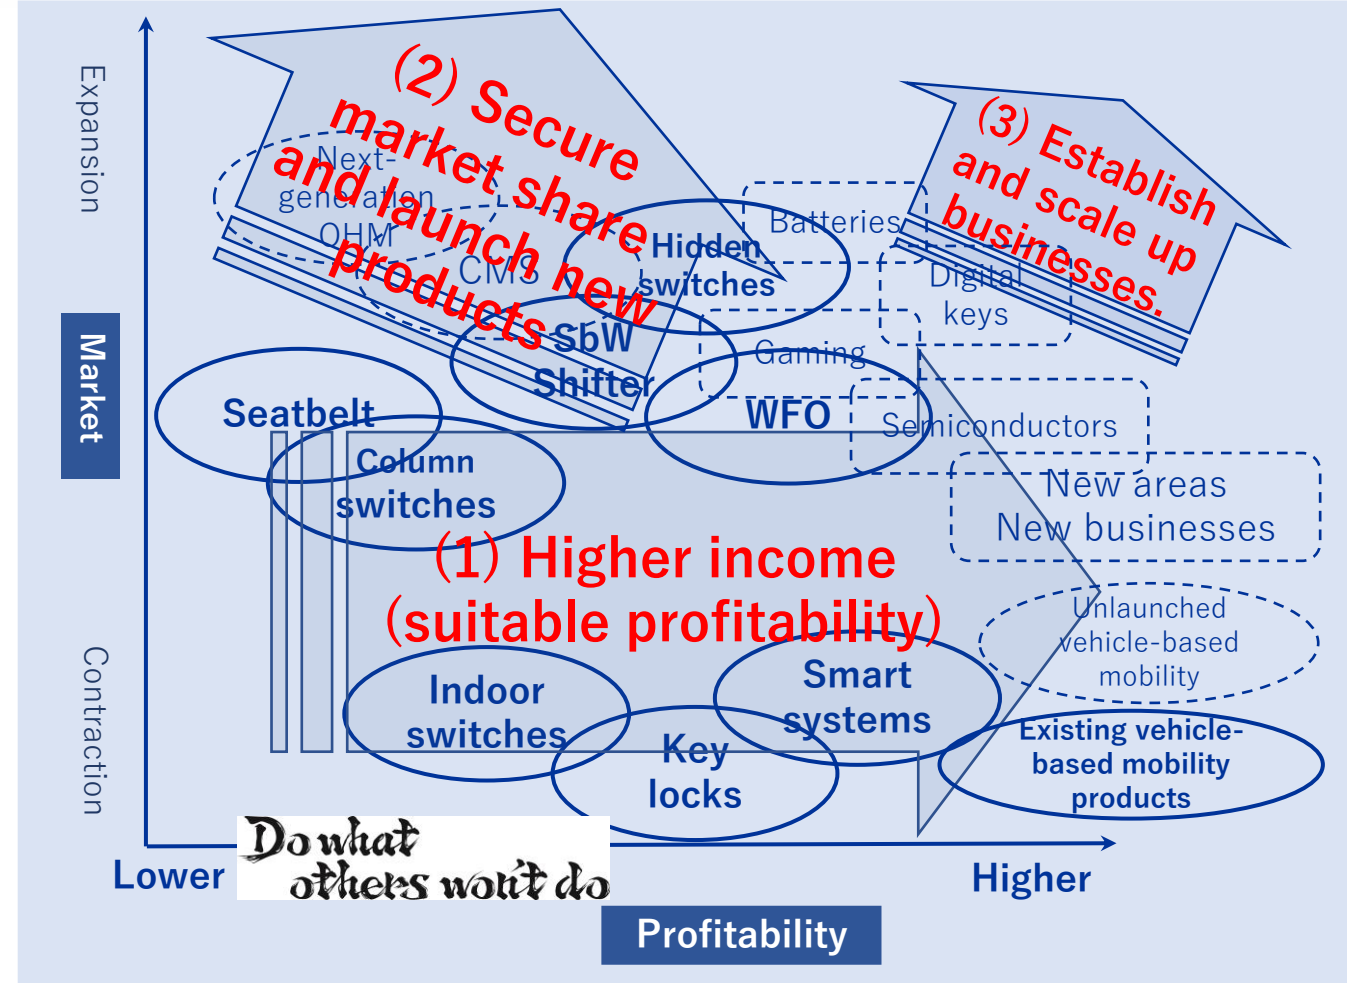 Expansion
Market
Contraction
(2) Secure
market share
and launch new
products
(3) Establish
and scale up
businesses.
Next-
generation
OHM
CMS
Hidden
switches
Batteries
Digital
keys
SbW
Shifter
Gaming
Seatbelt
WFO
Semiconductors
Column
switches
New areas
New businesses
(1) Higher income
(suitable profitability)
Unlaunched
vehicle-based
mobility
Indoor
switches
Smart
systems
Key
locks
Existing vehicle-
based mobility
products
Do what
others won't do
Lower
Higher
Profitability